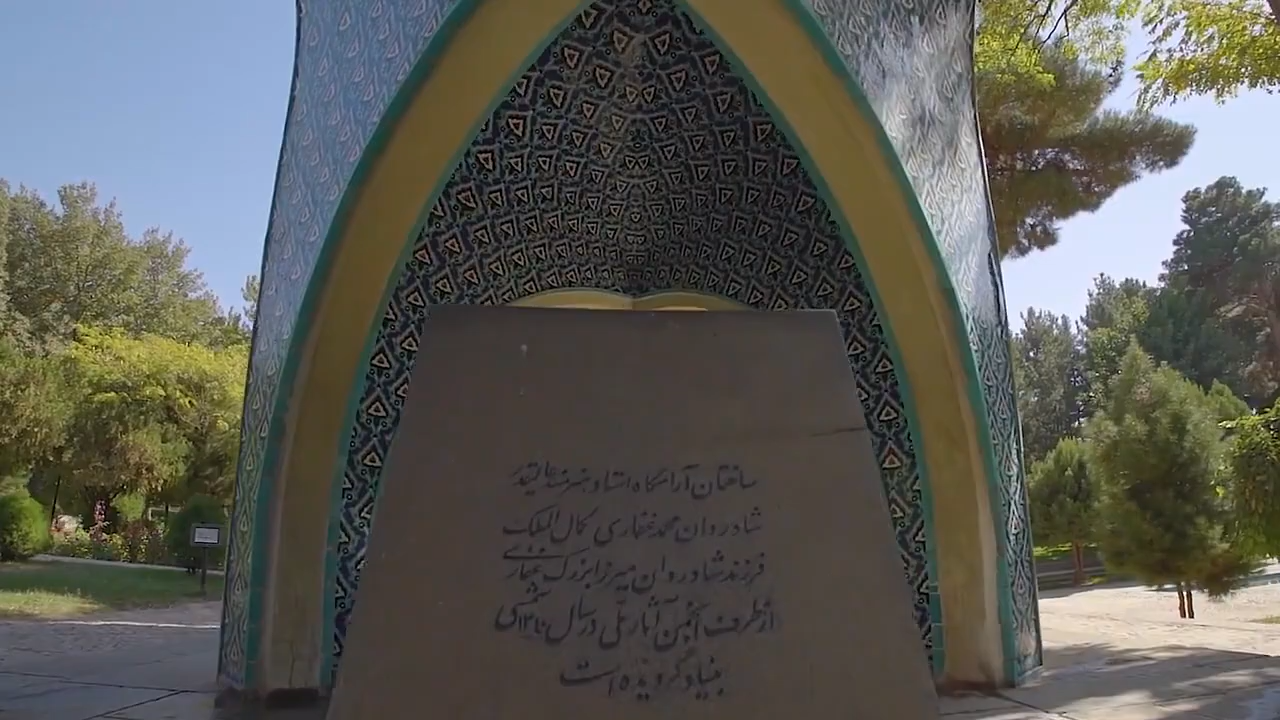 ساختمان آرامگاه استاد هنرمند عالیقدر
شادروان محمد غفاری کمال الملک
فرزند شادروان میرزا بزرگ غفاری
از طرف انجمن آثار ملی در سال شمسی
بنیاد گردیده است